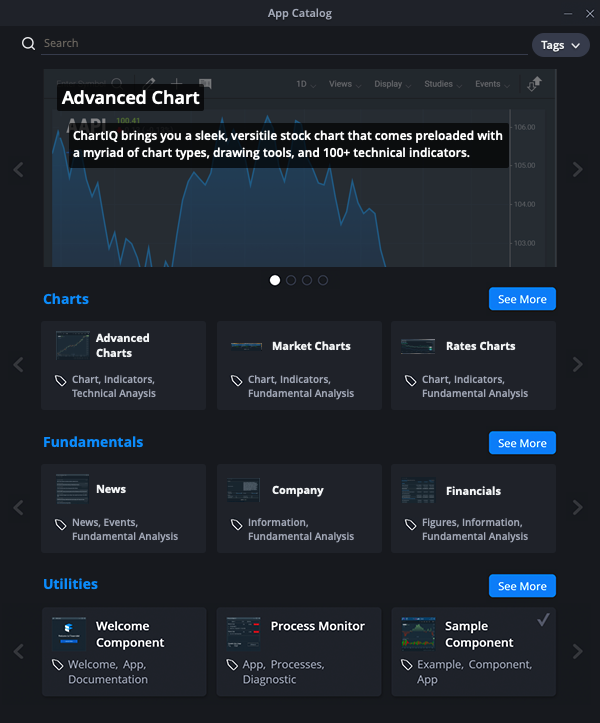 App Catalog
Search
Tags
1D Views Display Studies Events
Advanced Chart
AAPL 100.41
ChartIQ brings you a sleek, versitile stock chart that comes preloaded with
a myriad of chart types, drawing tools, and 100+ technical indicators.
106.00
105.00
104.00
103.00
Charts
See More
Advanced
Charts
Chart, Indicators,
Technical Anaysis
Market Charts
Chart, Indicators,
Fundamental Analysis
Rates Charts
Chart, Indicators,
Fundamental Analysis
Fundamentals
See More
News
News, Events,
Fundamental Analysis
Company
Information,
Fundamental Analysis
Financials
Figures, Information,
Fundamental Analysis
Utilities
See More
Welcome
Component
Welcome, App,
Documentation
Process Monitor
App, Processes,
Diagnostic
Sample
Component
Example, Component,
App